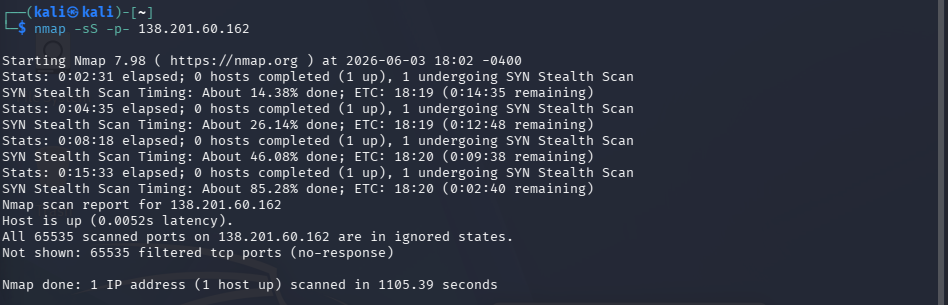 ┌──(kali㉿kali)-[~]
└─$ nmap -sS -p- 138.201.60.162
Starting Nmap 7.98 ( https://nmap.org ) at 2026-06-03 18:02 -0400
Stats: 0:02:31 elapsed; 0 hosts completed (1 up), 1 undergoing SYN Stealth Scan
SYN Stealth Scan Timing: About 14.38% done; ETC: 18:19 (0:14:35 remaining)
Stats: 0:04:35 elapsed; 0 hosts completed (1 up), 1 undergoing SYN Stealth Scan
SYN Stealth Scan Timing: About 26.14% done; ETC: 18:19 (0:12:48 remaining)
Stats: 0:08:18 elapsed; 0 hosts completed (1 up), 1 undergoing SYN Stealth Scan
SYN Stealth Scan Timing: About 46.08% done; ETC: 18:20 (0:09:38 remaining)
Stats: 0:15:33 elapsed; 0 hosts completed (1 up), 1 undergoing SYN Stealth Scan
SYN Stealth Scan Timing: About 85.28% done; ETC: 18:20 (0:02:40 remaining)
Nmap scan report for 138.201.60.162
Host is up (0.0052s latency).
All 65535 scanned ports on 138.201.60.162 are in ignored states.
Not shown: 65535 filtered tcp ports (no-response)
Nmap done: 1 IP address (1 host up) scanned in 1105.39 seconds